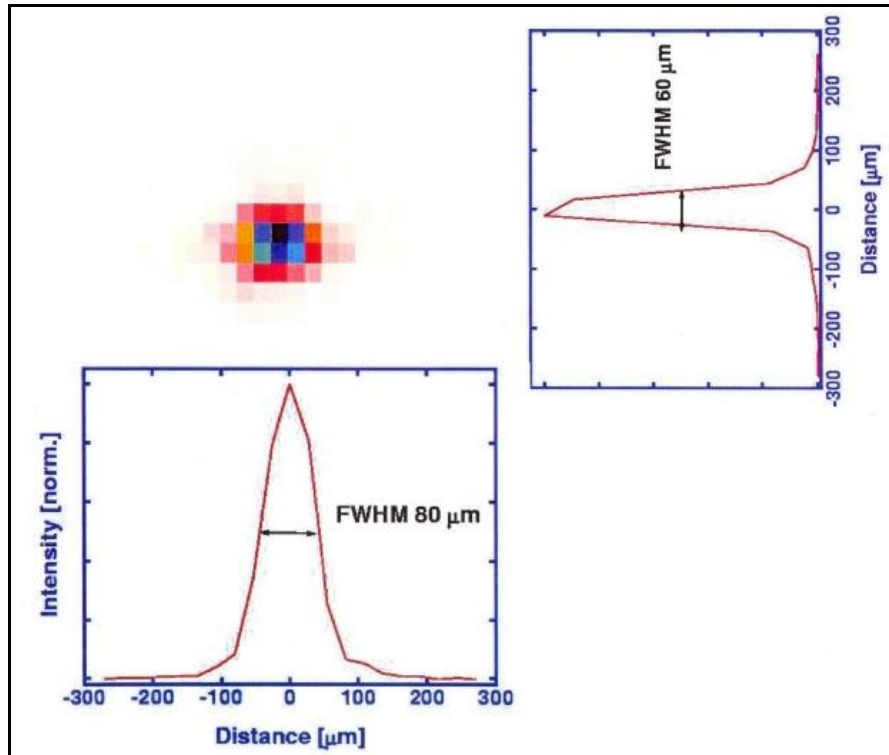 300
200
100
0
-100
-200
-300
Distance [μm]
FWHM 60 μm
Intensity [norm.]
FWHM 80 μm
-300 -200 -100 0 100 200 300
Distance [μm]